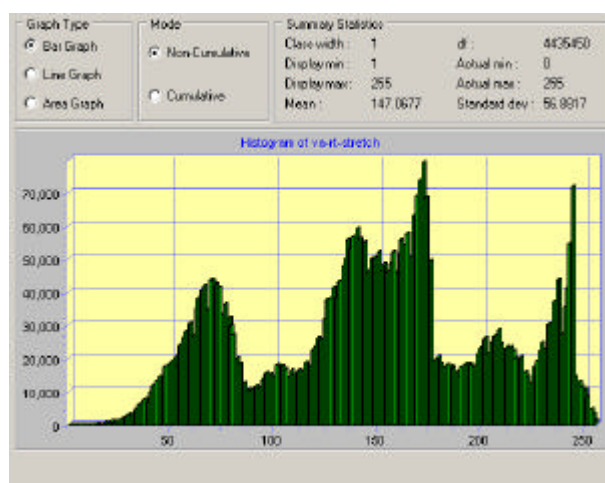 Graph Type
Bar Graph
Line Graph
Area Graph
Mode
Non-Cumulative
Cumulative
Summary Statistics
Class width : 1 df : 4435450
Display min : 1 Actual min : 0
Display max : 255 Actual max : 255
Mean : 147.0677 Standard dev :
Histogram of
70,000
60,000
50,000
40,000
30,000
20,000
10,000
0
50 100 150 200 250